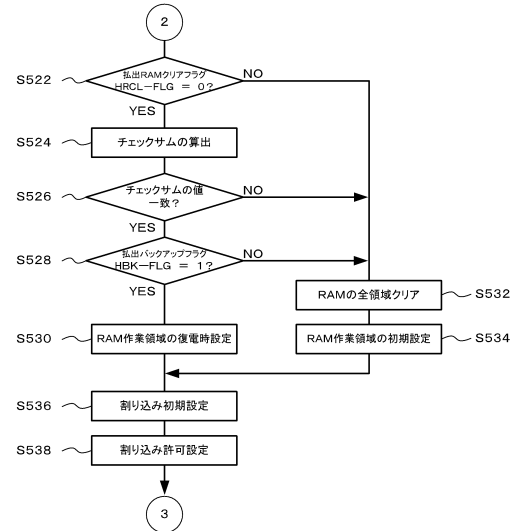 2
S522
払出RAMクリアフラグ
HRCL－FLG ＝ 0？
NO
YES
S524
チェックサムの算出
S526
チェックサムの値
一致？
NO
YES
S528
払出バックアップフラグ
HBK－FLG ＝ 1？
NO
YES
RAMの全領域クリア
S532
S530
RAM作業領域の復電時設定
RAM作業領域の初期設定
S534
S536
割り込み初期設定
S538
割り込み許可設定
3